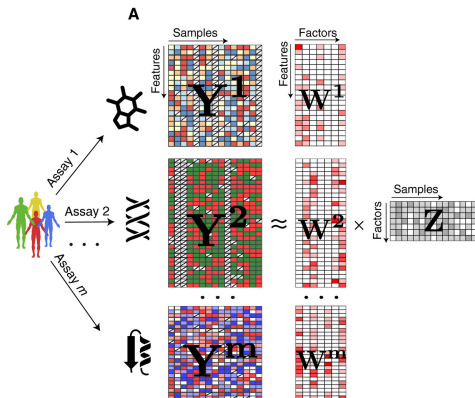 A
Samples
Factors
Features
Features
Y¹
W¹
Assay 1
Assay 2
. . .
Assay m
Y²
≈
W²
×
Samples
Factors
Z
. . .
. . .
Yᵐ
Wᵐ